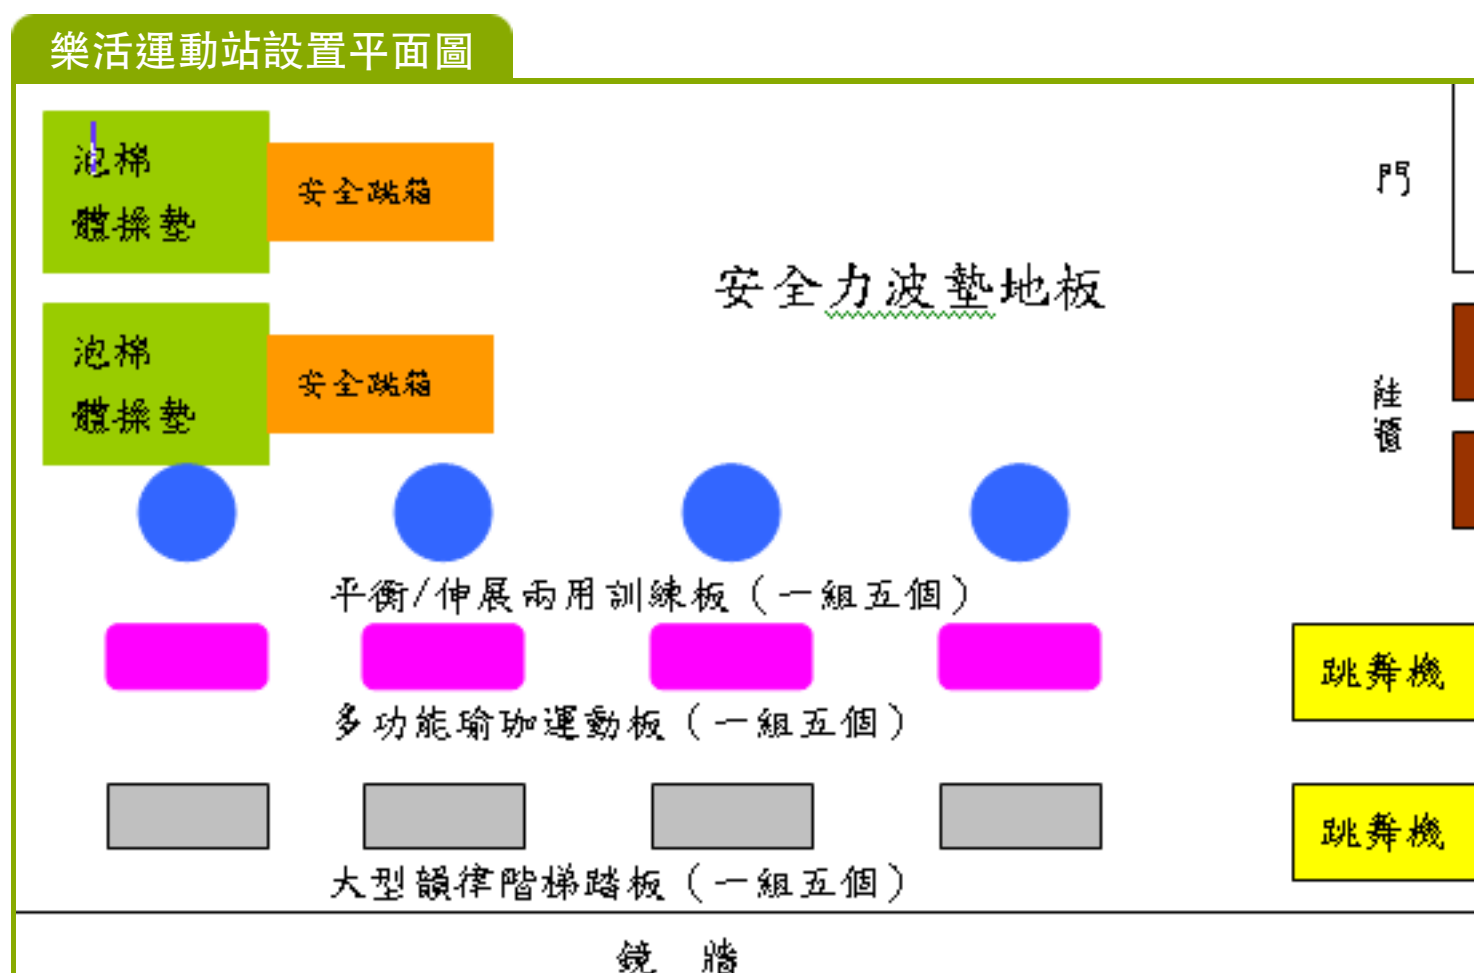 樂活運動站設置平面圖
泡棉
體操墊
安全跳箱
門
安全力波墊地板
泡棉
體操墊
安全跳箱
鞋
櫃
平衡/伸展兩用訓練板（一組五個）
多功能瑜珈運動板（一組五個）
跳舞機
大型韻律階梯踏板（一組五個）
跳舞機
鏡 牆